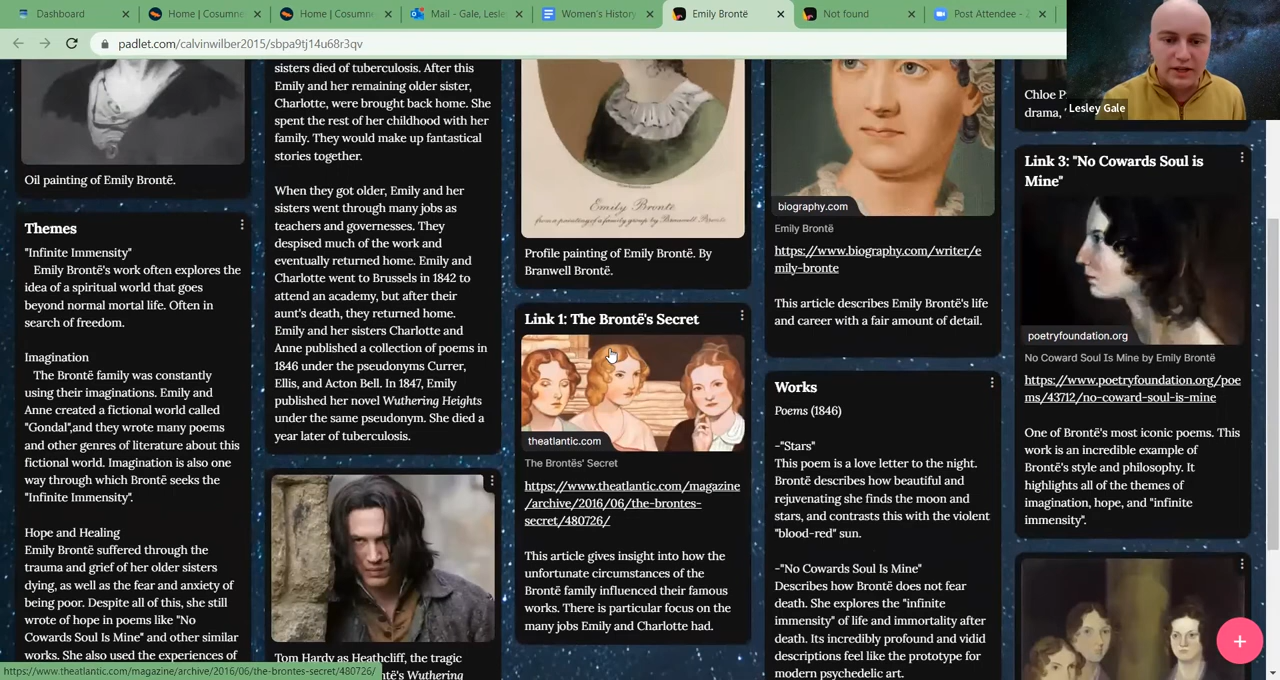 Dashboard
Home | Cosumne
Home | Cosumne
Mail - Gale, Lesle
Women's History
Emily Brontë
Not found
Post Attendee - Z
padlet.com/calvinwilber2015/sbpa9tj14u68r3qv
Lesley Gale
Oil painting of Emily Brontë.
Themes
"Infinite Immensity"
Emily Brontë's work often explores the
idea of a spiritual world that goes
beyond normal mortal life. Often in
search of freedom.
Imagination
The Brontë family was constantly
using their imaginations. Emily and
Anne created a fictional world called
"Gondal",and they wrote many poems
and other genres of literature about this
fictional world. Imagination is also one
way through which Brontë seeks the
"Infinite Immensity".
Hope and Healing
Emily Brontë suffered through the
trauma and grief of her older sisters
dying, as well as the fear and anxiety of
being poor. Despite all of this, she still
wrote of hope in poems like "No
Cowards Soul Is Mine" and other similar
works. She also used the experiences of
https://www.theatlantic.com/magazine/archive/2016/06/the-brontes-secret/480726/
sisters died of tuberculosis. After this
Emily and her remaining older sister,
Charlotte, were brought back home. She
spent the rest of her childhood with her
family. They would make up fantastical
stories together.
When they got older, Emily and her
sisters went through many jobs as
teachers and governesses. They
despised much of the work and
eventually returned home. Emily and
Charlotte went to Brussels in 1842 to
attend an academy, but after their
aunt's death, they returned home.
Emily and her sisters Charlotte and
Anne published a collection of poems in
1846 under the pseudonyms Currer,
Ellis, and Acton Bell. In 1847, Emily
published her novel Wuthering Heights
under the same pseudonym. She died a
year later of tuberculosis.
Tom Hardy as Heathcliff, the tragic
Wuthering
Emily Brontë
from a painting of a family group by Branwell Brontë
Profile painting of Emily Brontë. By
Branwell Brontë.
Link 1: The Brontë's Secret
theatlantic.com
The Brontës' Secret
https://www.theatlantic.com/magazine
/archive/2016/06/the-brontes-
secret/480726/
This article gives insight into how the
unfortunate circumstances of the
Brontë family influenced their famous
works. There is particular focus on the
many jobs Emily and Charlotte had.
biography.com
Emily Brontë
https://www.biography.com/writer/e
mily-bronte
This article describes Emily Brontë's life
and career with a fair amount of detail.
Works
Poems (1846)
-"Stars"
This poem is a love letter to the night.
Brontë describes how beautiful and
rejuvenating she finds the moon and
stars, and contrasts this with the violent
"blood-red" sun.
-"No Cowards Soul Is Mine"
Describes how Brontë does not fear
death. She explores the "infinite
immensity" of life and immortality after
death. Its incredibly profound and vidid
descriptions feel like the prototype for
modern psychedelic art.
Chloe P
drama,
Link 3: "No Cowards Soul is
Mine"
poetryfoundation.org
No Coward Soul Is Mine by Emily Brontë
https://www.poetryfoundation.org/poe
ms/43712/no-coward-soul-is-mine
One of Brontë's most iconic poems. This
work is an incredible example of
Brontë's style and philosophy. It
highlights all of the themes of
imagination, hope, and "infinite
immensity".